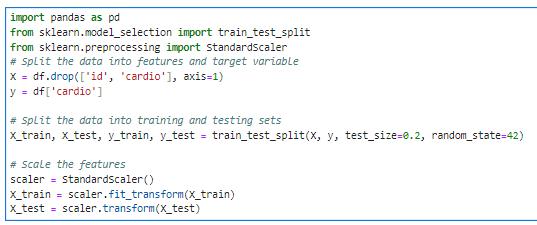 import pandas as pd
from sklearn.model_selection import train_test_split
from sklearn.preprocessing import StandardScaler
# Split the data into features and target variable
X = df.drop(['id', 'cardio'], axis=1)
y = df['cardio']
# Split the data into training and testing sets
X_train, X_test, y_train, y_test = train_test_split(X, y, test_size=0.2, random_state=42)
# Scale the features
scaler = StandardScaler()
X_train = scaler.fit_transform(X_train)
X_test = scaler.transform(X_test)